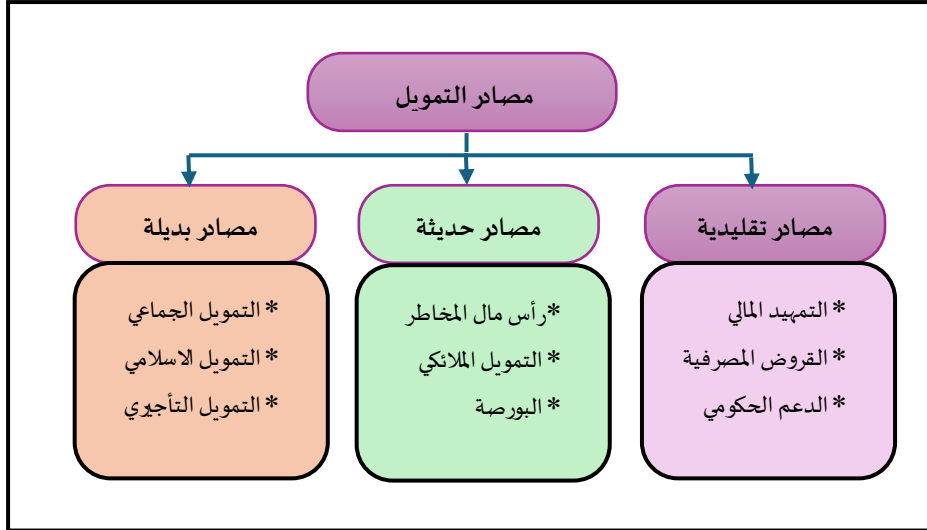 مصادر التمويل
مصادر تقليدية
* التمهيد المالي
* القروض المصرفية
* الدعم الحكومي
مصادر حديثة
*رأس مال المخاطر
* التمويل الملائكي
* البورصة
مصادر بديلة
* التمويل الجماعي
* التمويل الاسلامي
* التمويل التأجيري